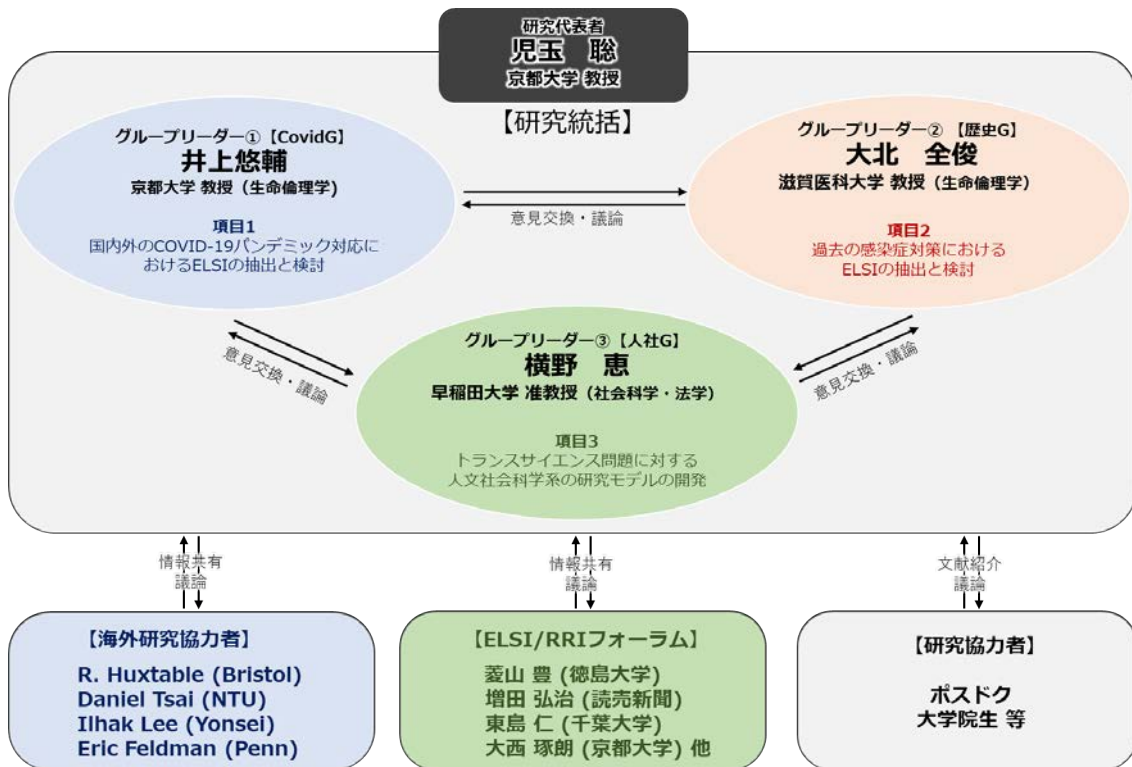 研究代表者
児玉　聡
京都大学 教授
【研究統括】
グループリーダー①【CovidG】
井上悠輔
京都大学 教授（生命倫理学)
項目1
国内外のCOVID-19パンデミック対応に
おけるELSIの抽出と検討
グループリーダー② 【歴史G】
大北　全俊
滋賀医科大学 教授（生命倫理学）
項目2
過去の感染症対策における
ELSIの抽出と検討
意見交換・議論
グループリーダー③【人社G】
横野　恵
早稲田大学 准教授（社会科学・法学）
項目3
トランスサイエンス問題に対する
人文社会科学系の研究モデルの開発
意見交換・議論
意見交換・議論
情報共有
議論
情報共有
議論
文献紹介
議論
【海外研究協力者】
R. Huxtable (Bristol)
Daniel Tsai (NTU)
Ilhak Lee (Yonsei)
Eric Feldman (Penn)
【ELSI/RRIフォーラム】
菱山 豊 (徳島大学)
増田 弘治 (読売新聞)
東島 仁 (千葉大学)
大西 琢朗 (京都大学) 他
【研究協力者】
ポスドク
大学院生 等